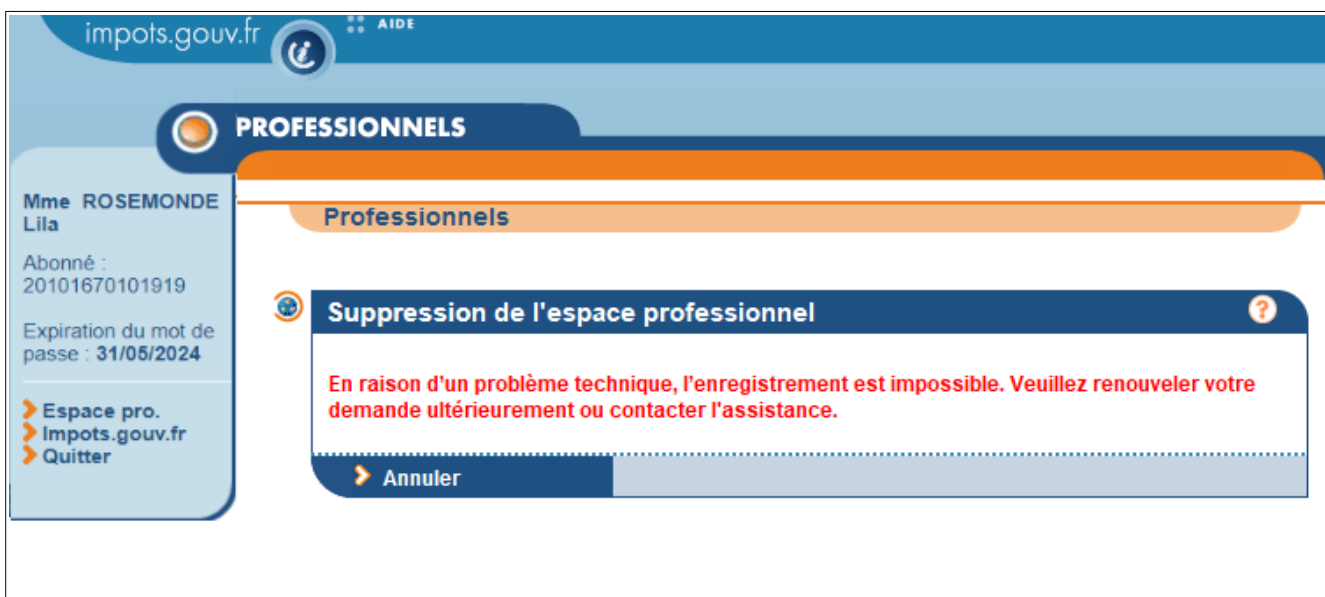 impots.gouv.fr
AIDE
PROFESSIONNELS
Mme ROSEMONDE
Lila
Abonné :
20101670101919
Expiration du mot de
passe : 31/05/2024
Espace pro.
Impots.gouv.fr
Quitter
Professionnels
Suppression de l'espace professionnel
?
En raison d’un problème technique, l’enregistrement est impossible. Veuillez renouveler votre
demande ultérieurement ou contacter l'assistance.
Annuler